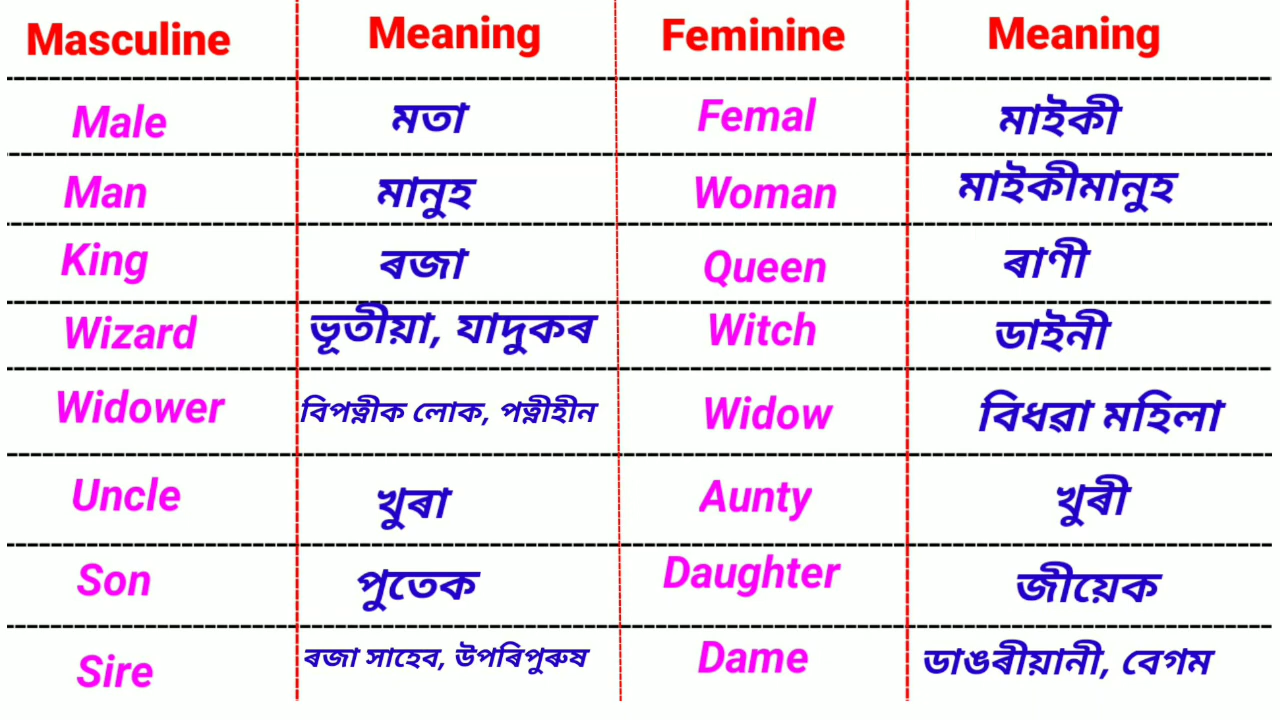 Masculine Meaning Feminine Meaning
Male মতা Femal মাইকী
Man মানুহ Woman মাইকীমানুহ
King ৰজা Queen ৰাণী
Wizard ভূতীয়া, যাদুকৰ Witch ডাইনী
Widower বিপত্নীক লোক, পত্নীহীন Widow বিধৱা মহিলা
Uncle খুৰা Aunty খুৰী
Son পুতেক Daughter জীয়েক
Sire ৰজা সাহেব, উপৰিপুৰুষ Dame ডাঙৰীয়ানী, বেগম